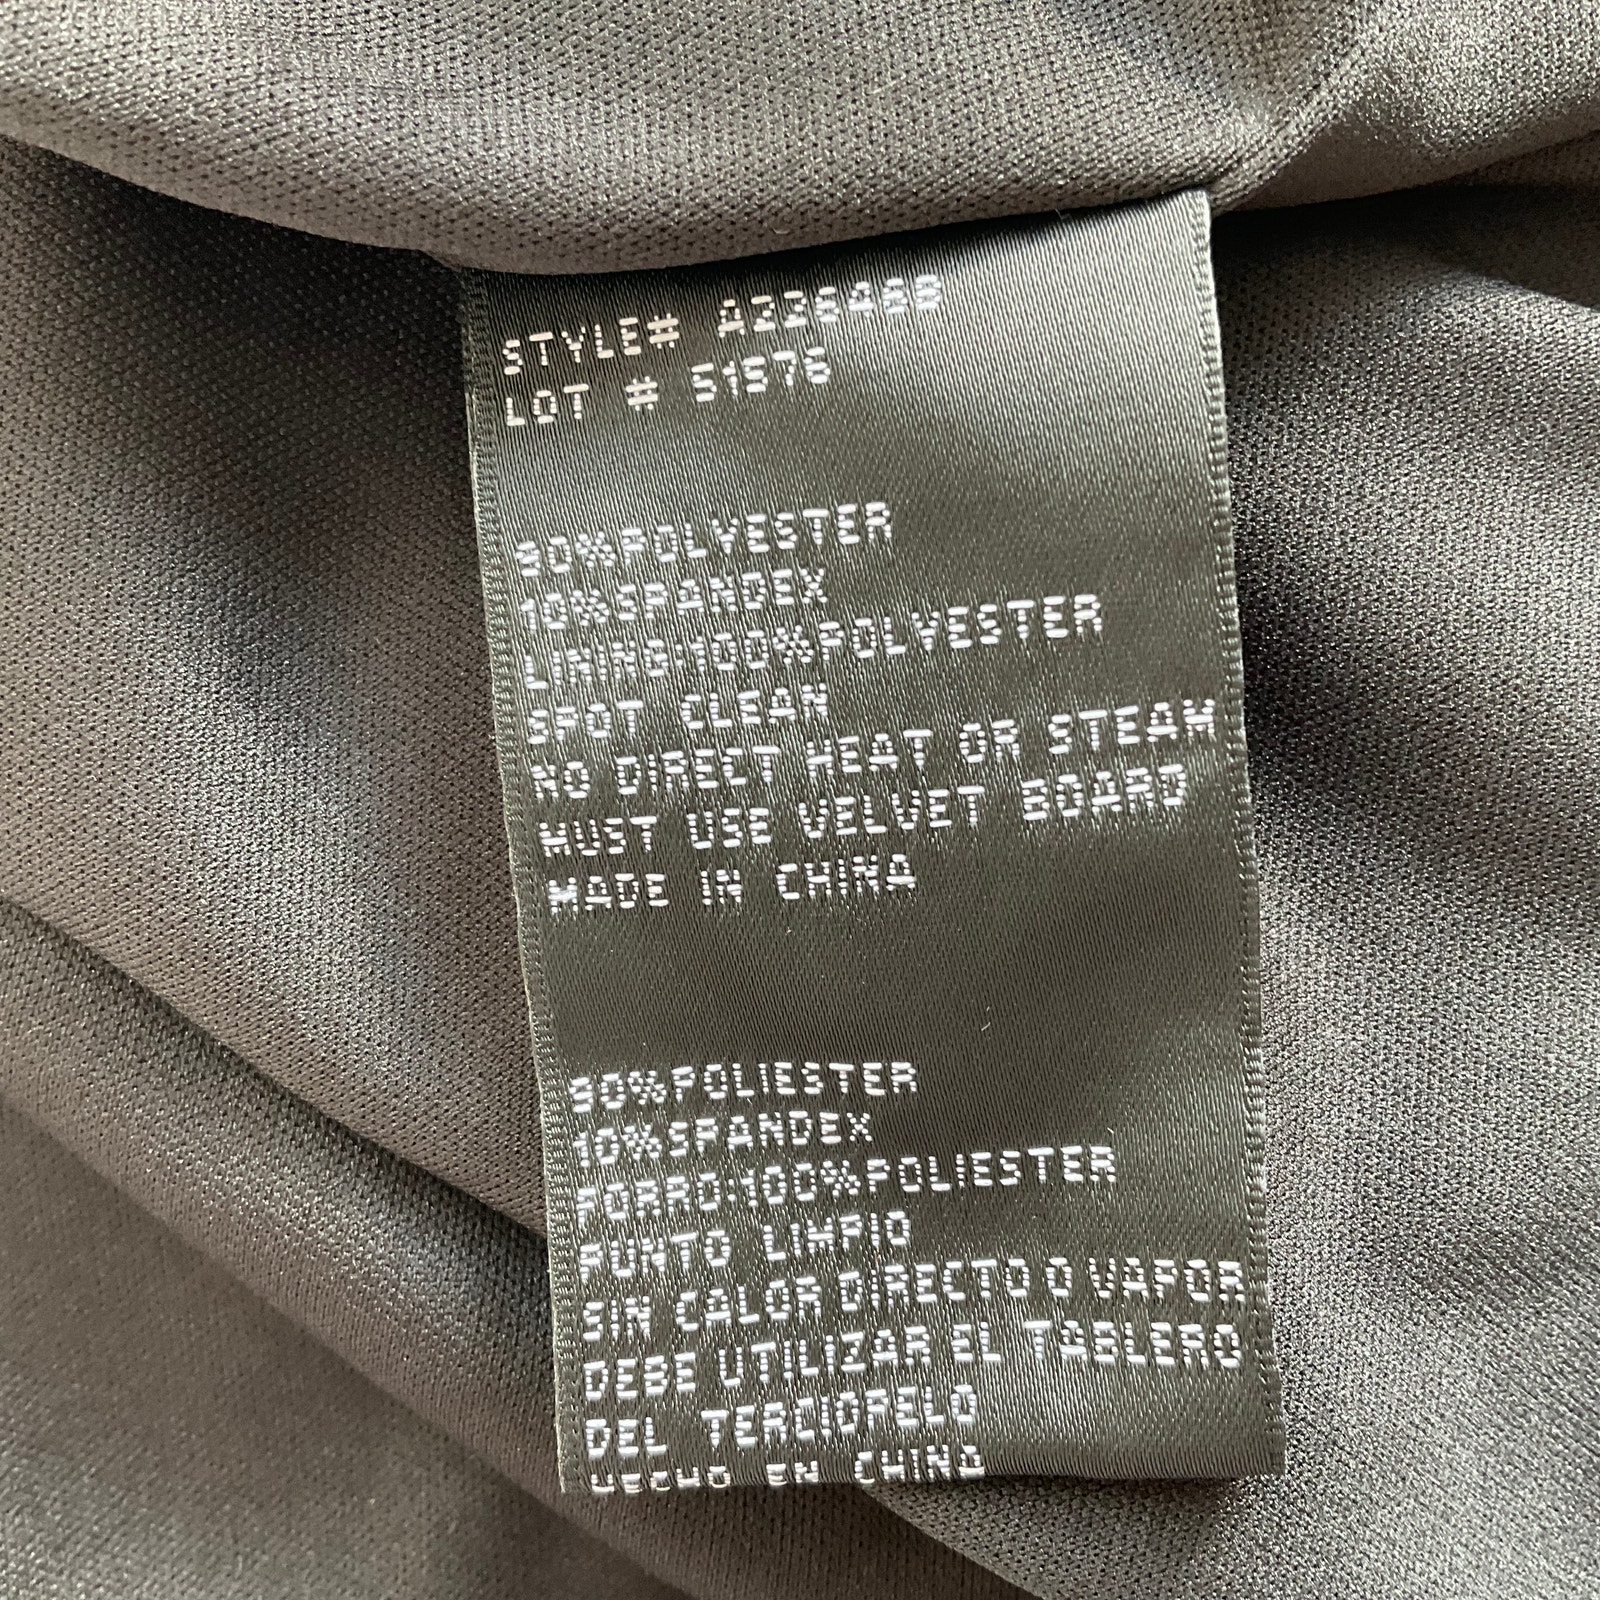 STYLE#
LOT # 51576
90%POLYESTER
10%SPANDEX
LINING:100%POLYESTER
SPOT CLEAN
NO DIRECT HEAT OR STEAM
MUST USE VELVET BOARD
MADE IN CHINA
90%POLIESTER
10%SPANDEX
FORRO:100%POLIESTER
PUNTO LIMPIO
SIN CALOR DIRECTO O VAPOR
DEBE UTILIZAR EL TABLERO
DEL TERCIOPELO
HECHO EN CHINA